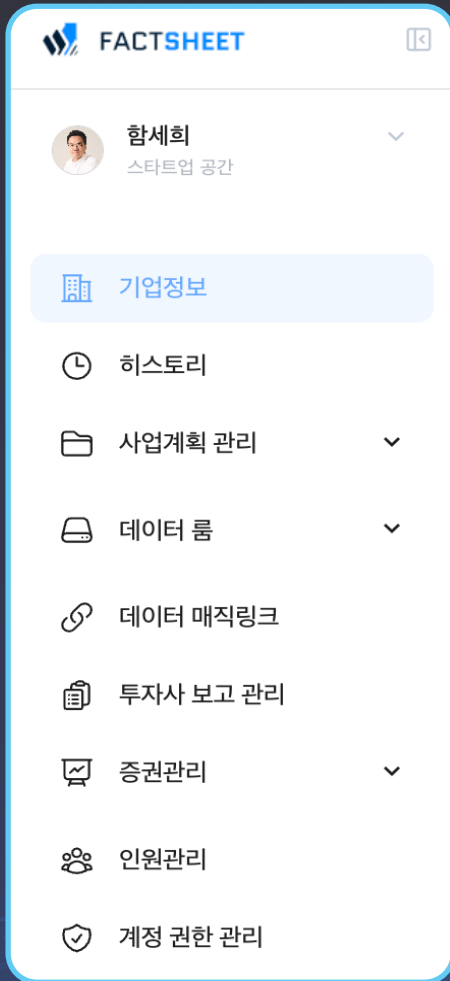 FACTSHEET
함세희
스타트업 공간
기업정보
히스토리
사업계획 관리
데이터 룸
데이터 매직링크
투자사 보고 관리
증권관리
인원관리
계정 권한 관리